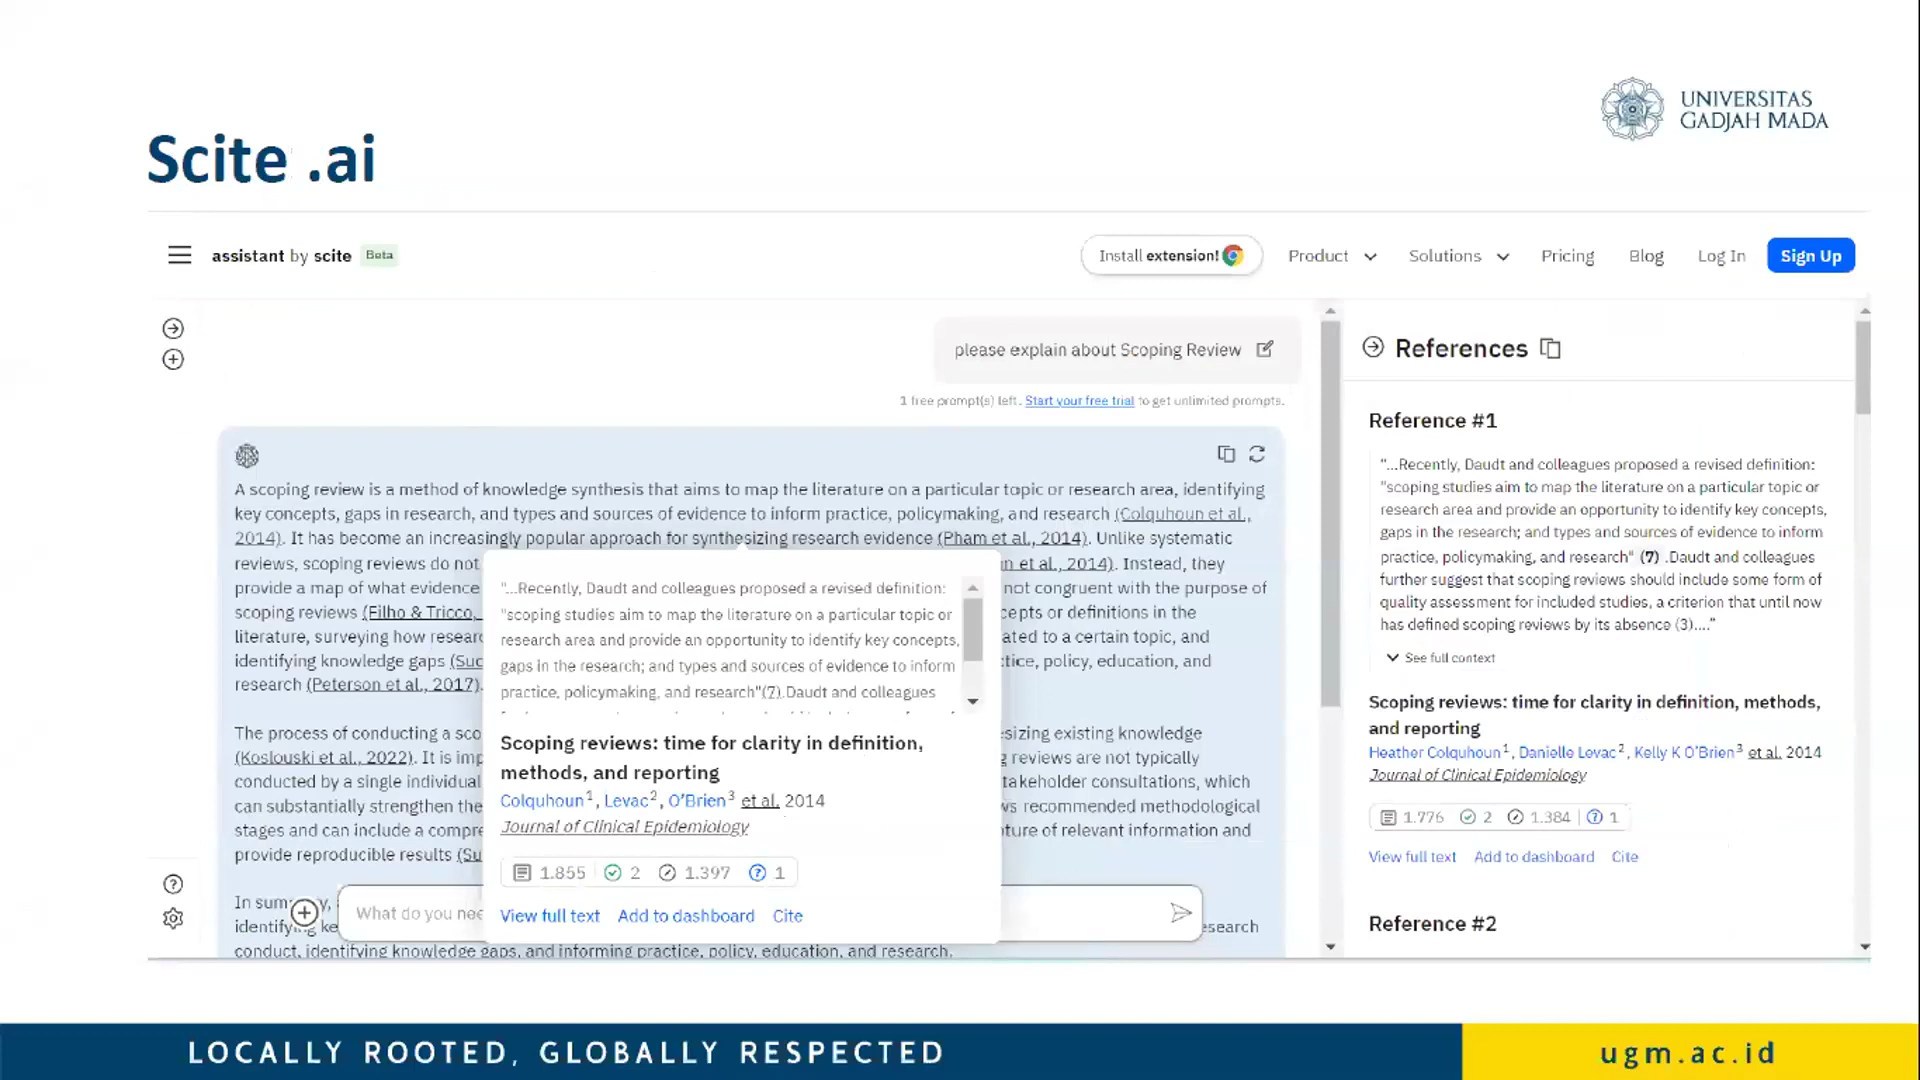 UNIVERSITAS
GADJAH MADA
Scite .ai
assistant by scite Beta
Install extension!
Product
Solutions
Pricing
Blog
Log In
Sign Up
please explain about Scoping Review
1 free prompt(s) left. Start your free trial to get unlimited prompts.
A scoping review is a method of knowledge synthesis that aims to map the literature on a particular topic or research area, identifying
key concepts, gaps in research, and types and sources of evidence to inform practice, policymaking, and research (Colquhoun et al.,
2014). It has become an increasingly popular approach for synthesizing research evidence (Pham et al., 2014). Unlike systematic
reviews, scoping reviews do not n et al., 2014). Instead, they
provide a map of what evidence not congruent with the purpose of
scoping reviews (Filho & Tricco, cepts or definitions in the
literature, surveying how resear ated to a certain topic, and
identifying knowledge gaps (Suc tice, policy, education, and
research (Peterson et al., 2017).
The process of conducting a sco sizing existing knowledge
(Koslouski et al., 2022). It is imp g reviews are not typically
conducted by a single individual takeholder consultations, which
can substantially strengthen the ws recommended methodological
stages and can include a compre ture of relevant information and
provide reproducible results (Su
In summary,
identifying ke esearch
conduct, identifying knowledge gaps, and informing practice, policy, education, and research.
What do you nee
"...Recently, Daudt and colleagues proposed a revised definition:
"scoping studies aim to map the literature on a particular topic or
research area and provide an opportunity to identify key concepts,
gaps in the research; and types and sources of evidence to inform
practice, policymaking, and research"(7).Daudt and colleagues
Scoping reviews: time for clarity in definition,
methods, and reporting
Colquhoun1, Levac2, O'Brien3 et al. 2014
Journal of Clinical Epidemiology
1.855 2 1.397 1
View full text Add to dashboard Cite
References
Reference #1
"...Recently, Daudt and colleagues proposed a revised definition:
"scoping studies aim to map the literature on a particular topic or
research area and provide an opportunity to identify key concepts,
gaps in the research; and types and sources of evidence to inform
practice, policymaking, and research" (7) .Daudt and colleagues
further suggest that scoping reviews should include some form of
quality assessment for included studies, a criterion that until now
has defined scoping reviews by its absence (3)...."
See full context
Scoping reviews: time for clarity in definition, methods,
and reporting
Heather Colquhoun1, Danielle Levac2, Kelly K O'Brien3 et al. 2014
Journal of Clinical Epidemiology
1.776 2 1.384 1
View full text Add to dashboard Cite
Reference #2
LOCALLY ROOTED, GLOBALLY RESPECTED
ugm.ac.id